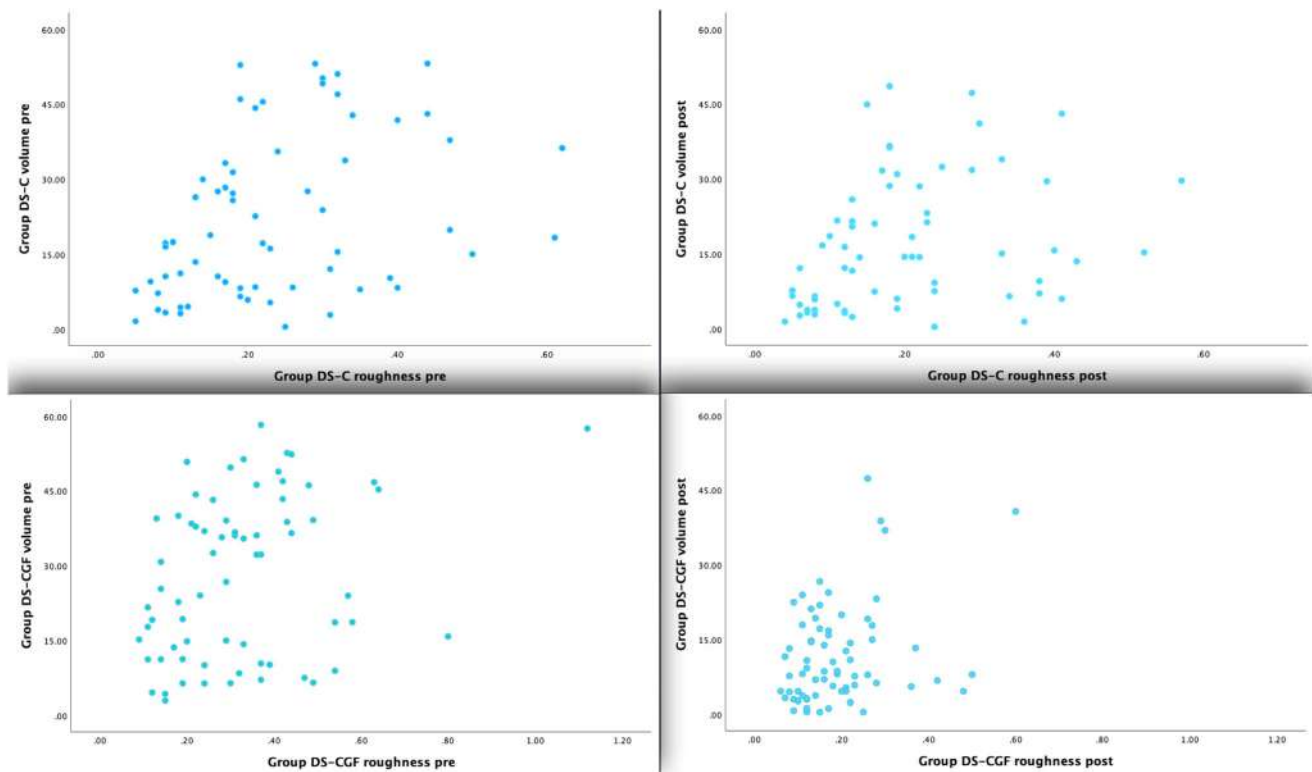 60.00
45.00
30.00
15.00
.00
Group DS-C volume pre
.00 .20 .40 .60
Group DS-C roughness pre
60.00
45.00
30.00
15.00
.00
Group DS-C volume post
.00 .20 .40 .60
Group DS-C roughness post
60.00
45.00
30.00
15.00
.00
Group DS-CGF volume pre
.00 .20 .40 .60 .80 1.00 1.20
Group DS-CGF roughness pre
60.00
45.00
30.00
15.00
.00
Group DS-CGF volume post
.00 .20 .40 .60 .80 1.00 1.20
Group DS-CGF roughness post